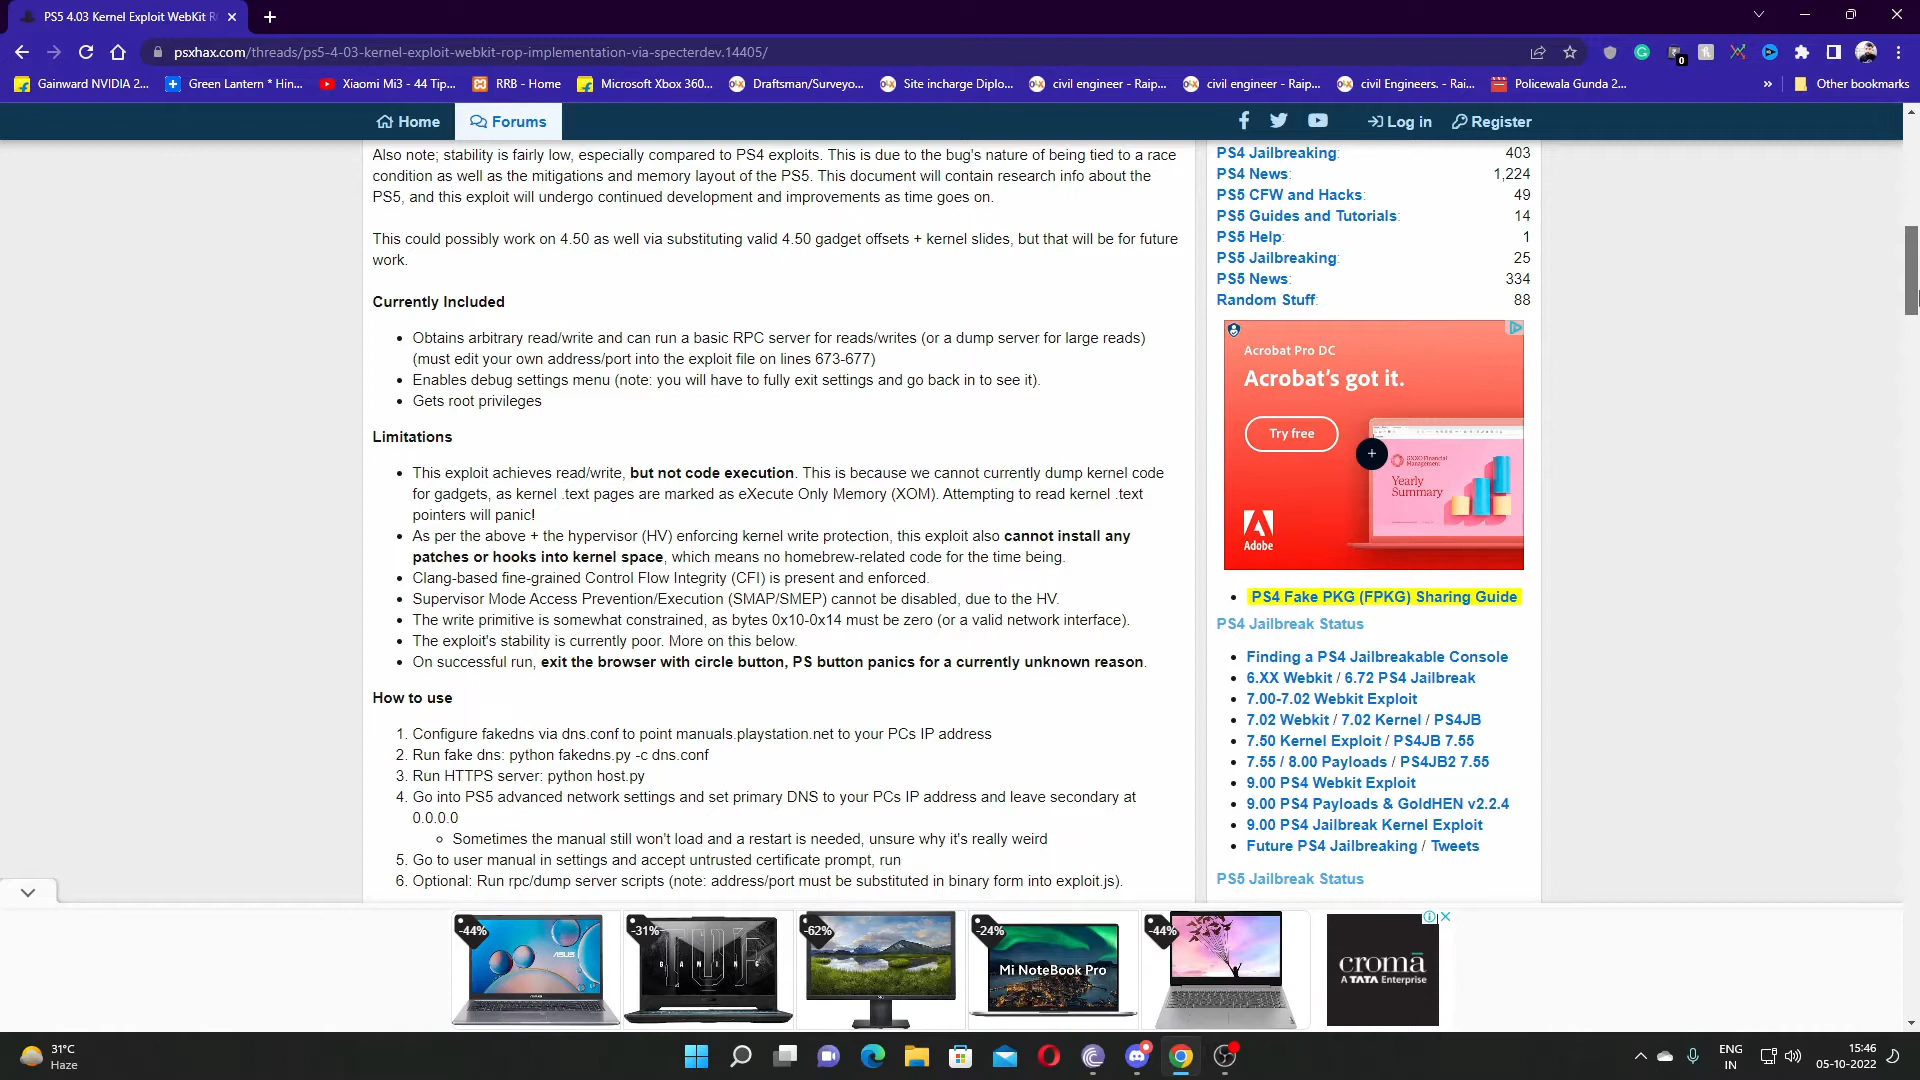 PS5 4.03 Kernel Exploit WebKit R
psxhax.com/threads/ps5-4-03-kernel-exploit-webkit-rop-implementation-via-specterdev.14405/
0
Gainward NVIDIA 2...
Green Lantern * Hin...
Xiaomi Mi3 - 44 Tip...
RRB - Home
Microsoft Xbox 360...
Draftsman/Surveyo...
Site incharge Diplo...
civil engineer - Raip...
civil engineer - Raip...
civil Engineers. - Rai...
Policewala Gunda 2...
»
Other bookmarks
Home
Forums
Log in
Register
Also note; stability is fairly low, especially compared to PS4 exploits. This is due to the bug's nature of being tied to a race
condition as well as the mitigations and memory layout of the PS5. This document will contain research info about the
PS5, and this exploit will undergo continued development and improvements as time goes on.
This could possibly work on 4.50 as well via substituting valid 4.50 gadget offsets + kernel slides, but that will be for future
work.
Currently Included
• Obtains arbitrary read/write and can run a basic RPC server for reads/writes (or a dump server for large reads)
(must edit your own address/port into the exploit file on lines 673-677)
• Enables debug settings menu (note: you will have to fully exit settings and go back in to see it).
• Gets root privileges
Limitations
• This exploit achieves read/write, but not code execution. This is because we cannot currently dump kernel code
for gadgets, as kernel .text pages are marked as eXecute Only Memory (XOM). Attempting to read kernel .text
pointers will panic!
• As per the above + the hypervisor (HV) enforcing kernel write protection, this exploit also cannot install any
patches or hooks into kernel space, which means no homebrew-related code for the time being.
• Clang-based fine-grained Control Flow Integrity (CFI) is present and enforced.
• Supervisor Mode Access Prevention/Execution (SMAP/SMEP) cannot be disabled, due to the HV.
• The write primitive is somewhat constrained, as bytes 0x10-0x14 must be zero (or a valid network interface).
• The exploit's stability is currently poor. More on this below.
• On successful run, exit the browser with circle button, PS button panics for a currently unknown reason.
How to use
1. Configure fakedns via dns.conf to point manuals.playstation.net to your PCs IP address
2. Run fake dns: python fakedns.py -c dns.conf
3. Run HTTPS server: python host.py
4. Go into PS5 advanced network settings and set primary DNS to your PCs IP address and leave secondary at
0.0.0.0
Sometimes the manual still won't load and a restart is needed, unsure why it's really weird
5. Go to user manual in settings and accept untrusted certificate prompt, run
6. Optional: Run rpc/dump server scripts (note: address/port must be substituted in binary form into exploit.js).
PS4 Jailbreaking: 403
PS4 News: 1,224
PS5 CFW and Hacks: 49
PS5 Guides and Tutorials: 14
PS5 Help: 1
PS5 Jailbreaking: 25
PS5 News: 334
Random Stuff: 88
Acrobat Pro DC
Acrobat's got it.
Try free
Financial
Management
Yearly
Summary
Adobe
• PS4 Fake PKG (FPKG) Sharing Guide
PS4 Jailbreak Status
• Finding a PS4 Jailbreakable Console
• 6.XX Webkit / 6.72 PS4 Jailbreak
• 7.00-7.02 Webkit Exploit
• 7.02 Webkit / 7.02 Kernel / PS4JB
• 7.50 Kernel Exploit / PS4JB 7.55
• 7.55 / 8.00 Payloads / PS4JB2 7.55
• 9.00 PS4 Webkit Exploit
• 9.00 PS4 Payloads & GoldHEN v2.2.4
• 9.00 PS4 Jailbreak Kernel Exploit
• Future PS4 Jailbreaking / Tweets
PS5 Jailbreak Status
-44%
ASUS
-31%
TUF
GAMING
-62%
-24%
Mi NoteBook Pro
-44%
croma
A TATA Enterprise
31°C
Haze
ENG
IN
15:46
05-10-2022